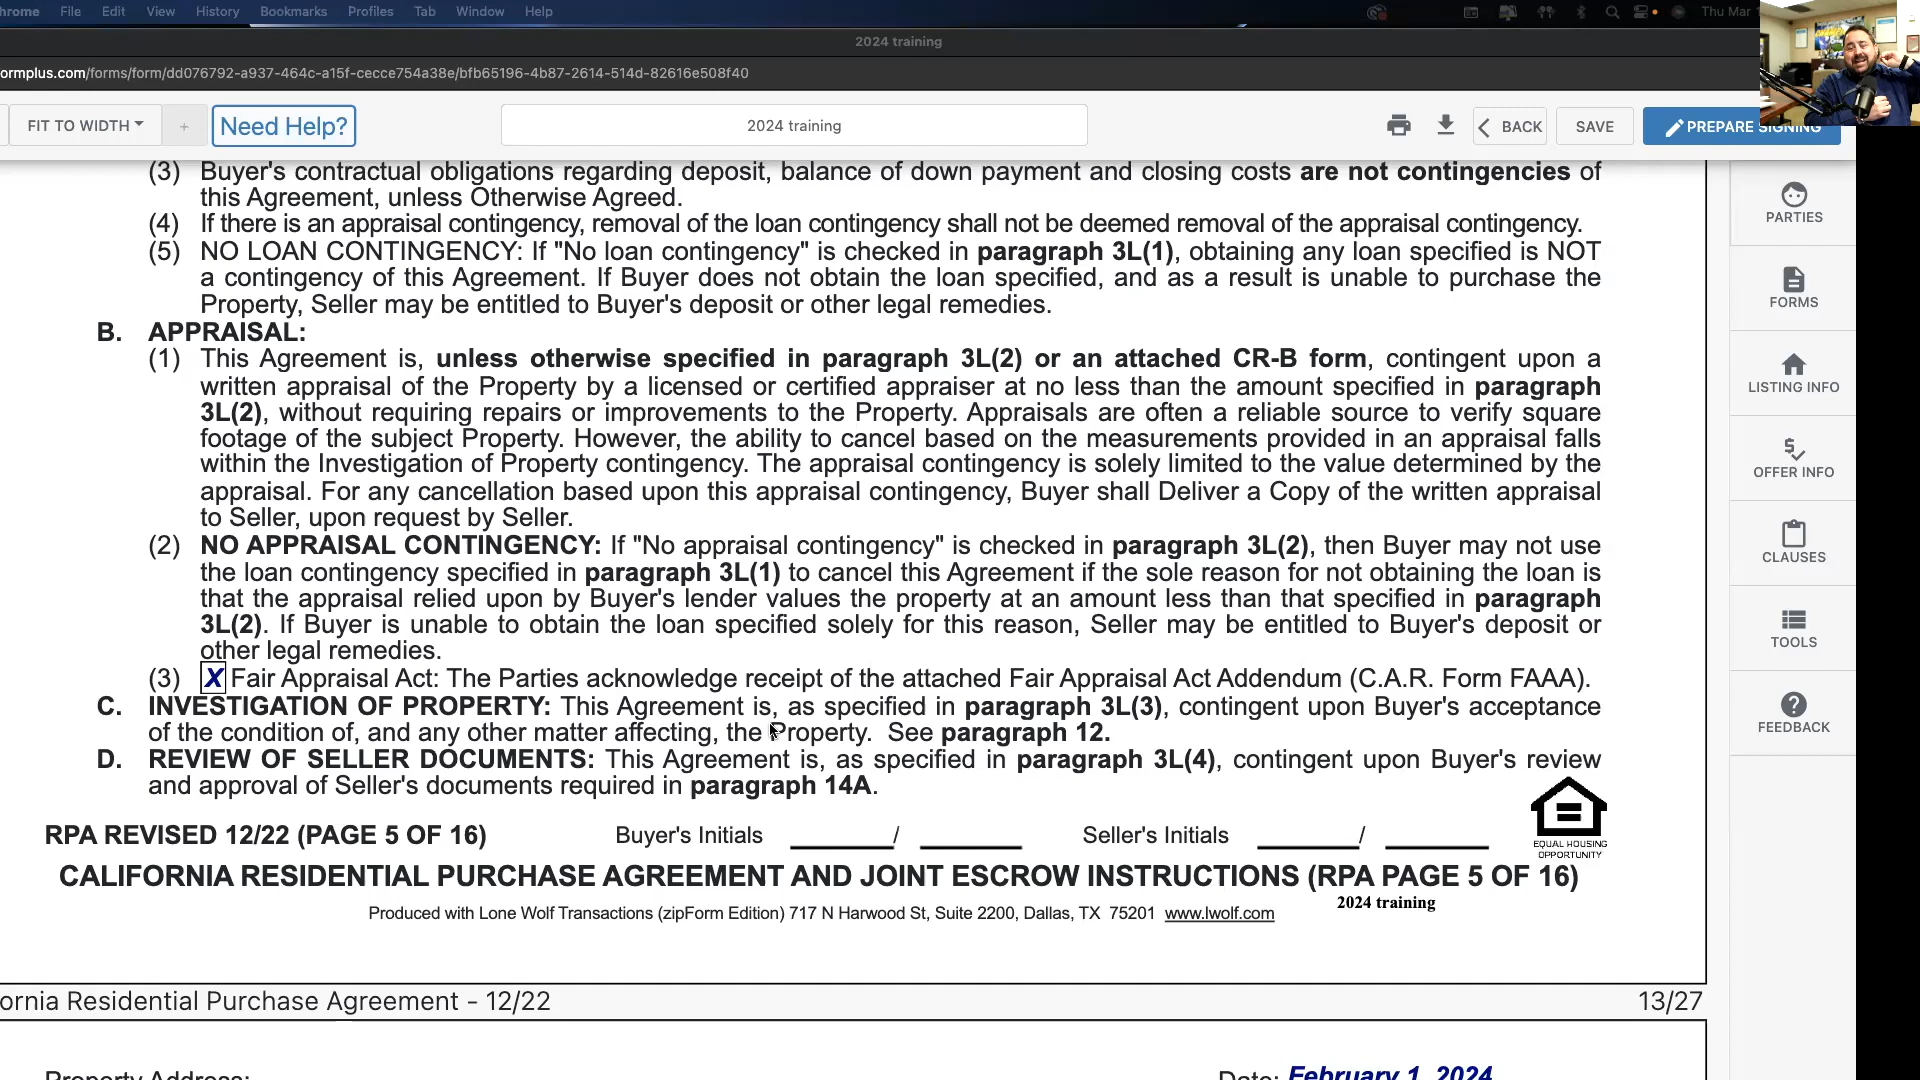 hrome File Edit View History Bookmarks Profiles Tab Window Help Thu Mar
2024 training
ormplus.com/forms/form/dd076792-a937-464c-a15f-cecce754a38e/bfb65196-4b87-2614-514d-82616e508f40
FIT TO WIDTH + Need Help? 2024 training BACK SAVE PREPARE SIGNING
(3) Buyer's contractual obligations regarding deposit, balance of down payment and closing costs are not contingencies of
this Agreement, unless Otherwise Agreed.
(4) If there is an appraisal contingency, removal of the loan contingency shall not be deemed removal of the appraisal contingency.
(5) NO LOAN CONTINGENCY: If "No loan contingency" is checked in paragraph 3L(1), obtaining any loan specified is NOT
a contingency of this Agreement. If Buyer does not obtain the loan specified, and as a result is unable to purchase the
Property, Seller may be entitled to Buyer's deposit or other legal remedies.
B. APPRAISAL:
(1) This Agreement is, unless otherwise specified in paragraph 3L(2) or an attached CR-B form, contingent upon a
written appraisal of the Property by a licensed or certified appraiser at no less than the amount specified in paragraph
3L(2), without requiring repairs or improvements to the Property. Appraisals are often a reliable source to verify square
footage of the subject Property. However, the ability to cancel based on the measurements provided in an appraisal falls
within the Investigation of Property contingency. The appraisal contingency is solely limited to the value determined by the
appraisal. For any cancellation based upon this appraisal contingency, Buyer shall Deliver a Copy of the written appraisal
to Seller, upon request by Seller.
(2) NO APPRAISAL CONTINGENCY: If "No appraisal contingency" is checked in paragraph 3L(2), then Buyer may not use
the loan contingency specified in paragraph 3L(1) to cancel this Agreement if the sole reason for not obtaining the loan is
that the appraisal relied upon by Buyer's lender values the property at an amount less than that specified in paragraph
3L(2). If Buyer is unable to obtain the loan specified solely for this reason, Seller may be entitled to Buyer's deposit or
other legal remedies.
(3) X Fair Appraisal Act: The Parties acknowledge receipt of the attached Fair Appraisal Act Addendum (C.A.R. Form FAAA).
C. INVESTIGATION OF PROPERTY: This Agreement is, as specified in paragraph 3L(3), contingent upon Buyer's acceptance
of the condition of, and any other matter affecting, the Property. See paragraph 12.
D. REVIEW OF SELLER DOCUMENTS: This Agreement is, as specified in paragraph 3L(4), contingent upon Buyer's review
and approval of Seller's documents required in paragraph 14A.
RPA REVISED 12/22 (PAGE 5 OF 16) Buyer's Initials / Seller's Initials /
EQUAL HOUSING
OPPORTUNITY
CALIFORNIA RESIDENTIAL PURCHASE AGREEMENT AND JOINT ESCROW INSTRUCTIONS (RPA PAGE 5 OF 16)
Produced with Lone Wolf Transactions (zipForm Edition) 717 N Harwood St, Suite 2200, Dallas, TX 75201 www.lwolf.com
2024 training
ornia Residential Purchase Agreement - 12/22 13/27
Property Address: Date: February 1, 2024
PARTIES
FORMS
LISTING INFO
OFFER INFO
CLAUSES
TOOLS
FEEDBACK